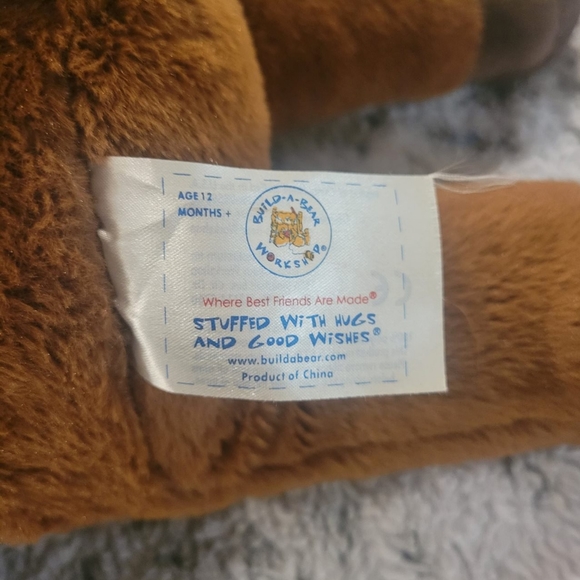 AGE 12
MONTHS +
BUILD-A-BEAR
WORKSHOP®
Where Best Friends Are Made®
STUFFED WiTH HUGS
AND GOOD WiSHES®
www.buildabear.com
Product of China